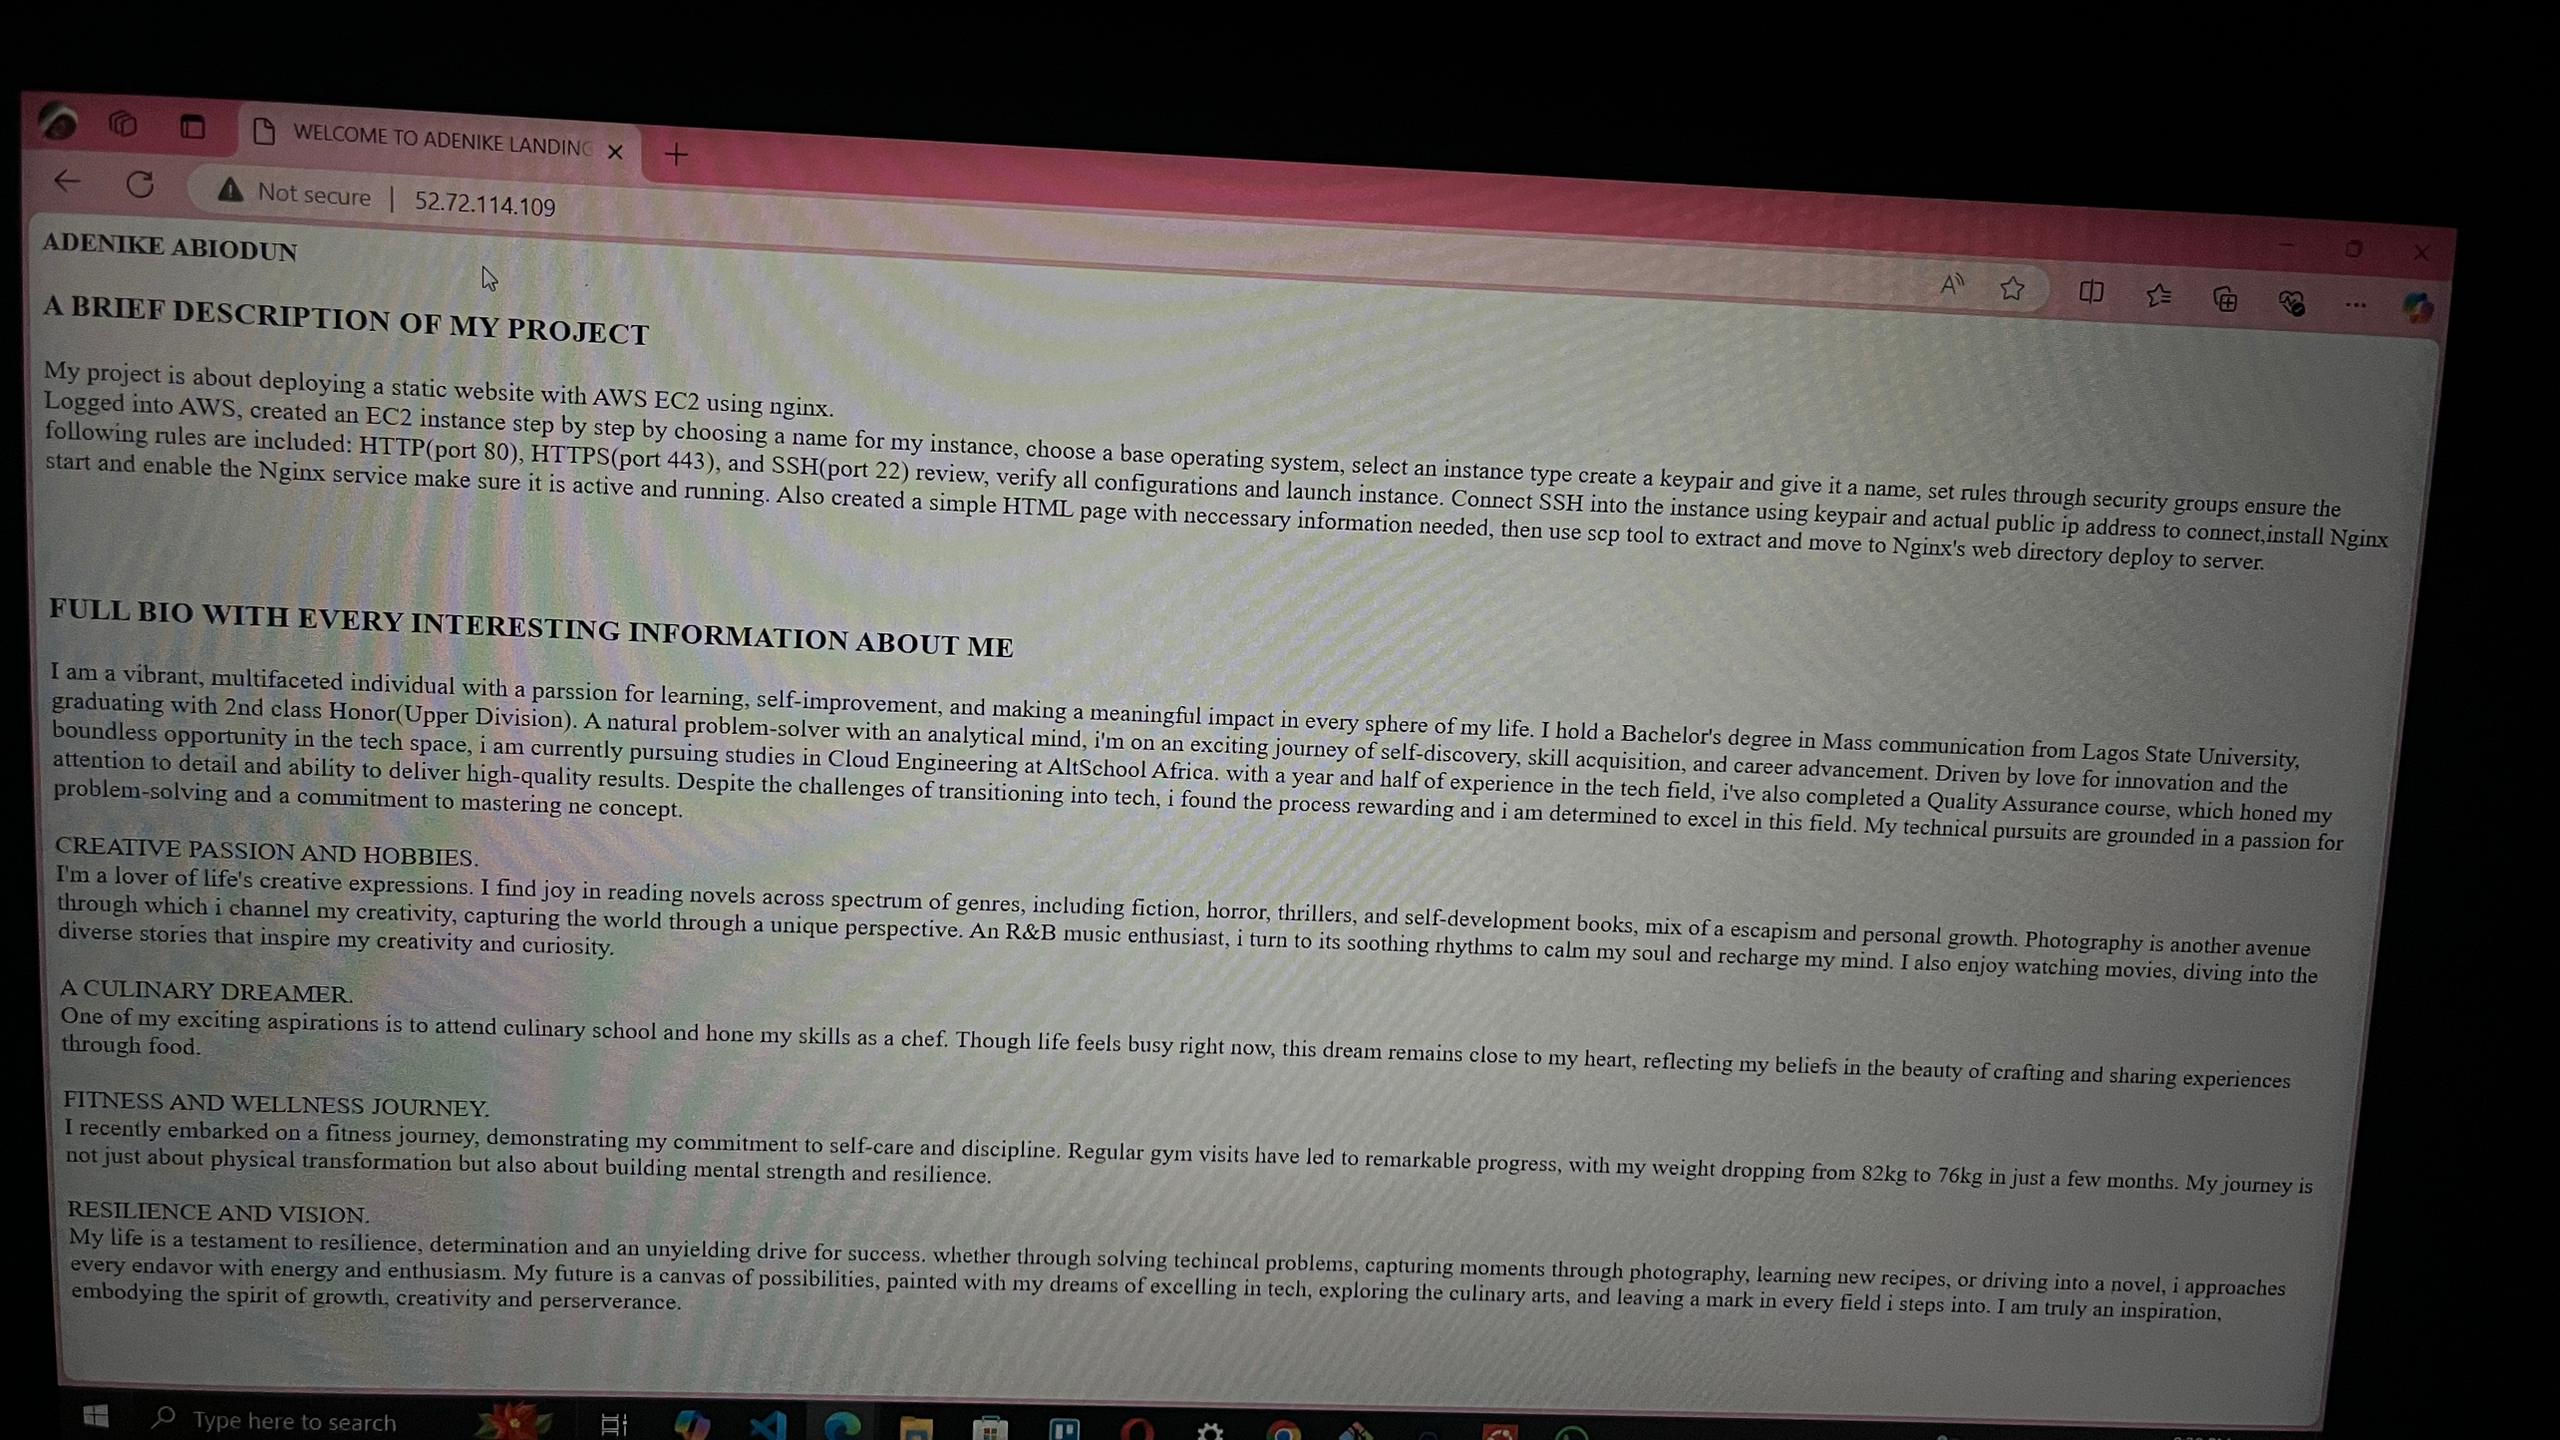 WELCOME TO ADENIKE LANDING
Not secure | 52.72.114.109
ADENIKE ABIODUN
A BRIEF DESCRIPTION OF MY PROJECT
My project is about deploying a static website with AWS EC2 using nginx.
Logged into AWS, created an EC2 instance step by step by choosing a name for my instance, choose a base operating system, select an instance type create a keypair and give it a name, set rules through security groups ensure the
following rules are included: HTTP(port 80), HTTPS(port 443), and SSH(port 22) review, verify all configurations and launch instance. Connect SSH into the instance using keypair and actual public ip address to connect,install Nginx
start and enable the Nginx service make sure it is active and running. Also created a simple HTML page with neccessary information needed, then use scp tool to extract and move to Nginx's web directory deploy to server.
FULL BIO WITH EVERY INTERESTING INFORMATION ABOUT ME
I am a vibrant, multifaceted individual with a parssion for learning, self-improvement, and making a meaningful impact in every sphere of my life. I hold a Bachelor's degree in Mass communication from Lagos State University,
graduating with 2nd class Honor(Upper Division). A natural problem-solver with an analytical mind, i'm on an exciting journey of self-discovery, skill acquisition, and career advancement. Driven by love for innovation and the
boundless opportunity in the tech space, i am currently pursuing studies in Cloud Engineering at AltSchool Africa. with a year and half of experience in the tech field, i've also completed a Quality Assurance course, which honed my
attention to detail and ability to deliver high-quality results. Despite the challenges of transitioning into tech, i found the process rewarding and i am determined to excel in this field. My technical pursuits are grounded in a passion for
problem-solving and a commitment to mastering ne concept.
CREATIVE PASSION AND HOBBIES.
I'm a lover of life's creative expressions. I find joy in reading novels across spectrum of genres, including fiction, horror, thrillers, and self-development books, mix of a escapism and personal growth. Photography is another avenue
through which i channel my creativity, capturing the world through a unique perspective. An R&B music enthusiast, i turn to its soothing rhythms to calm my soul and recharge my mind. I also enjoy watching movies, diving into the
diverse stories that inspire my creativity and curiosity.
A CULINARY DREAMER.
One of my exciting aspirations is to attend culinary school and hone my skills as a chef. Though life feels busy right now, this dream remains close to my heart, reflecting my beliefs in the beauty of crafting and sharing experiences
through food.
FITNESS AND WELLNESS JOURNEY.
I recently embarked on a fitness journey, demonstrating my commitment to self-care and discipline. Regular gym visits have led to remarkable progress, with my weight dropping from 82kg to 76kg in just a few months. My journey is
not just about physical transformation but also about building mental strength and resilience.
RESILIENCE AND VISION.
My life is a testament to resilience, determination and an unyielding drive for success. whether through solving techincal problems, capturing moments through photography, learning new recipes, or driving into a novel, i approaches
every endavor with energy and enthusiasm. My future is a canvas of possibilities, painted with my dreams of excelling in tech, exploring the culinary arts, and leaving a mark in every field i steps into. I am truly an inspiration,
embodying the spirit of growth, creativity and perserverance.
Type here to search